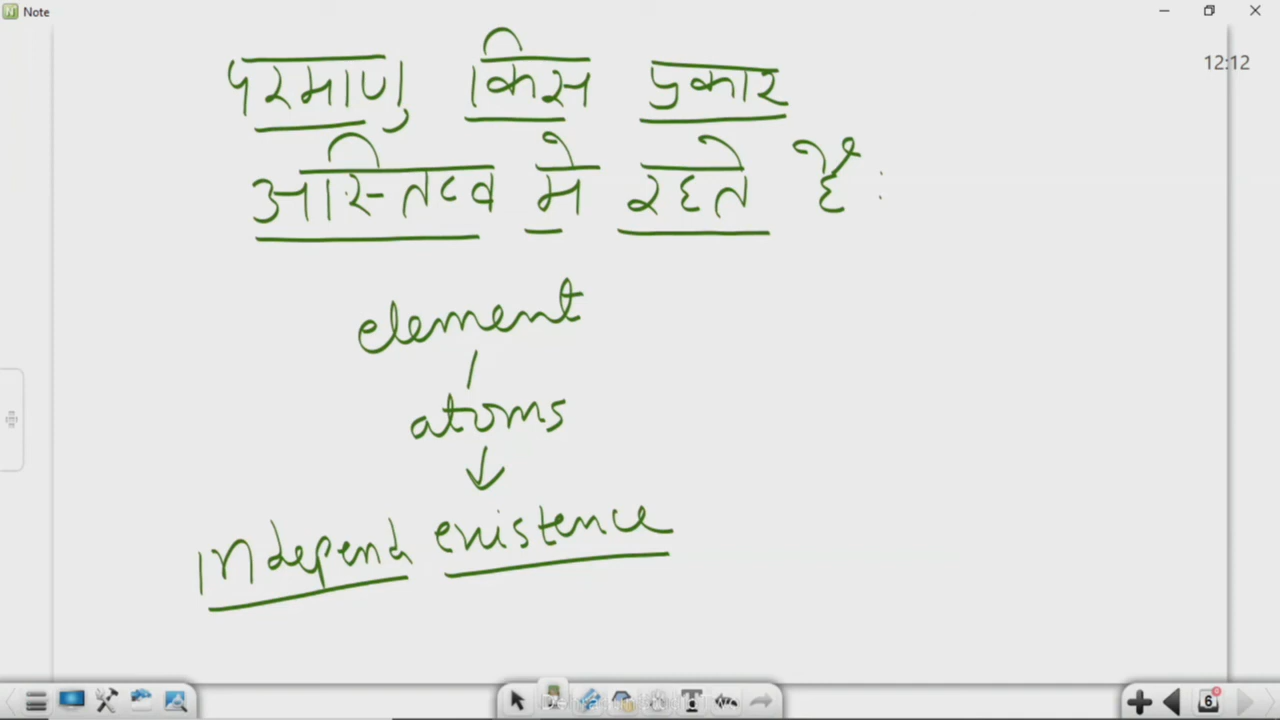 Note
12:12
परमाणु किस प्रकार
अस्तित्व मे रहते है :
element
atoms
independ existence
6